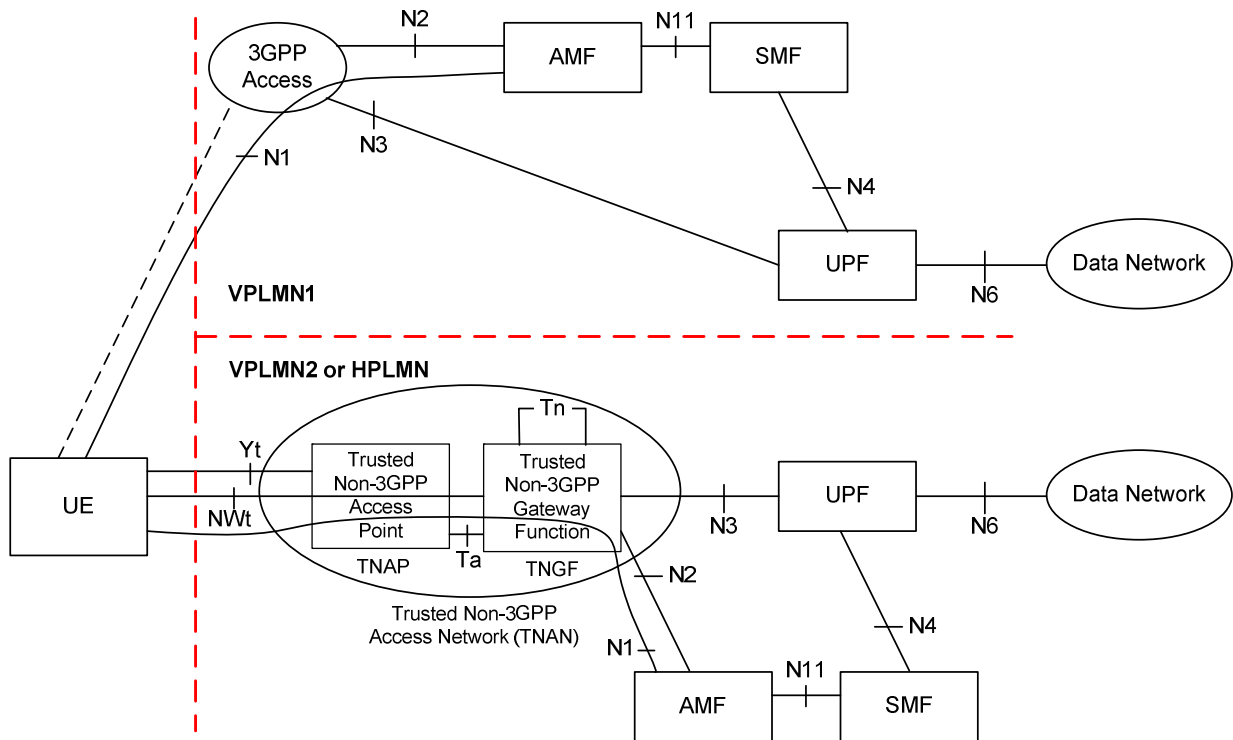 N2
N11
3GPP
Access
AMF
SMF
N3
N1
N4
UPF
N6
Data Network
VPLMN1
VPLMN2 or HPLMN
Tn
Yt
Trusted
Non-3GPP
Access
Point
Trusted
Non-3GPP
Gateway
Function
UE
NWt
UPF
N3
N6
Data Network
Ta
TNAP
TNGF
N2
Trusted Non-3GPP
Access Network (TNAN)
N4
N1
N11
AMF
SMF